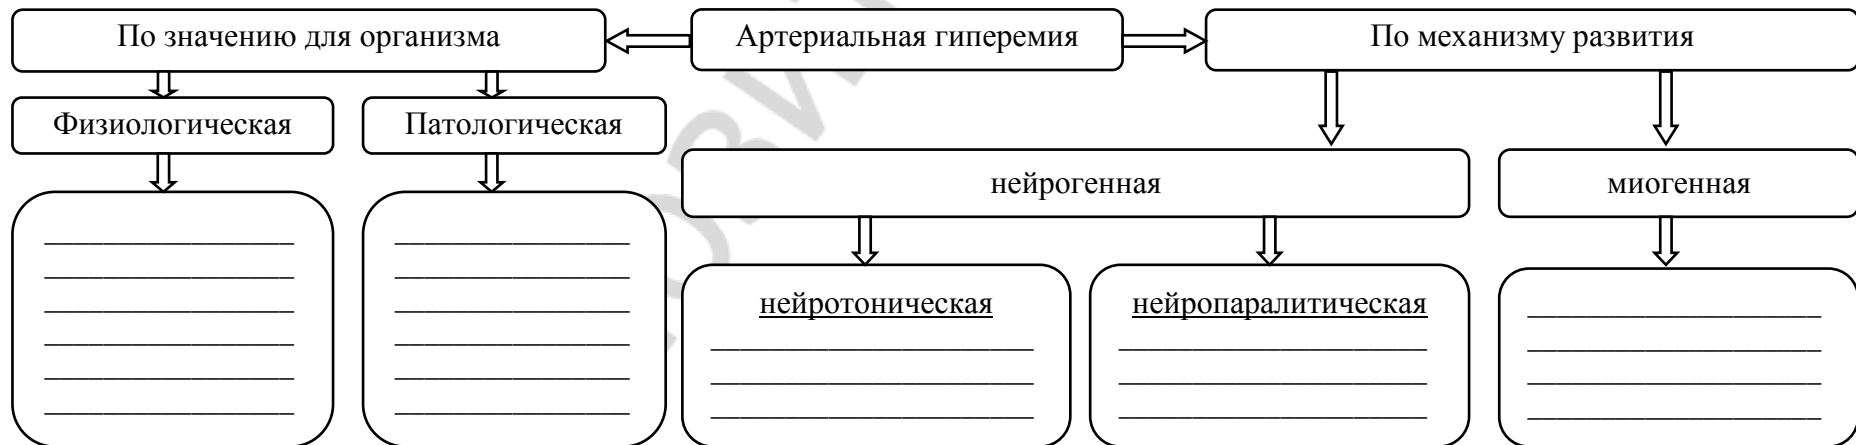 По значению для организма
Артериальная гиперемия
По механизму развития
Физиологическая
Патологическая
нейрогенная
миогенная
нейротоническая
нейропаралитическая